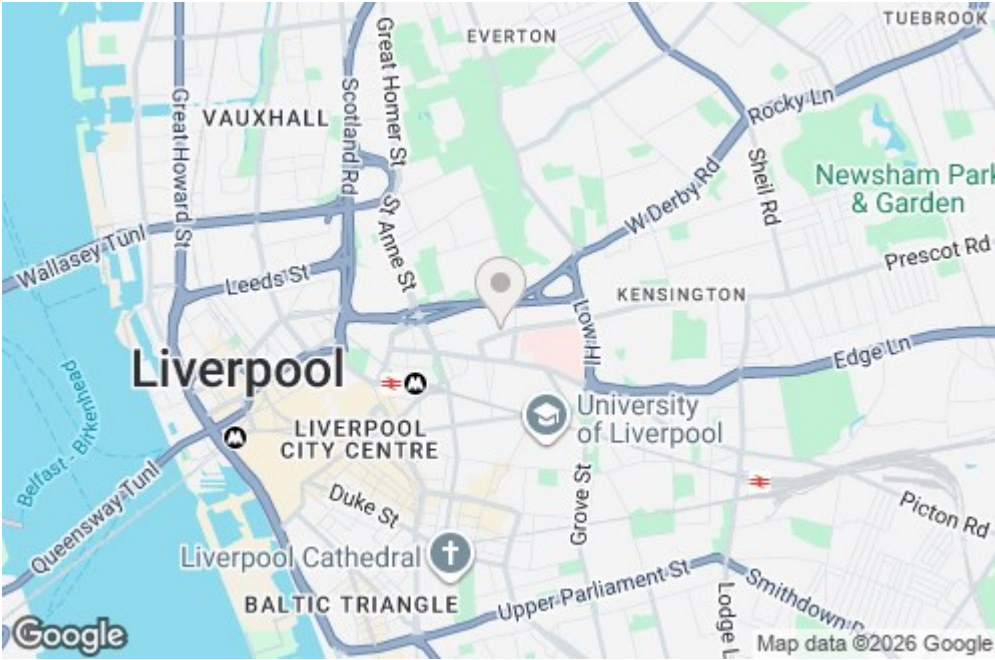 TUEBROOK
EVERTON
Great Homer St
Scotland Rd
Great Howard St
VAUXHALL
Rocky Ln
Sheil Rd
W Derby Rd
Newsham Park
& Garden
St Anne St
Wallasey Tunl
Leeds St
Prescot Rd
KENSINGTON
Low Hl
Edge Ln
Liverpool
University
of Liverpool
LIVERPOOL
CITY CENTRE
Belfast - Birkenhead
Queensway Tunl
Duke St
Grove St
Picton Rd
Liverpool Cathedral
BALTIC TRIANGLE
Upper Parliament St
Smithdown
Lodge
Google
Map data ©2026 Google